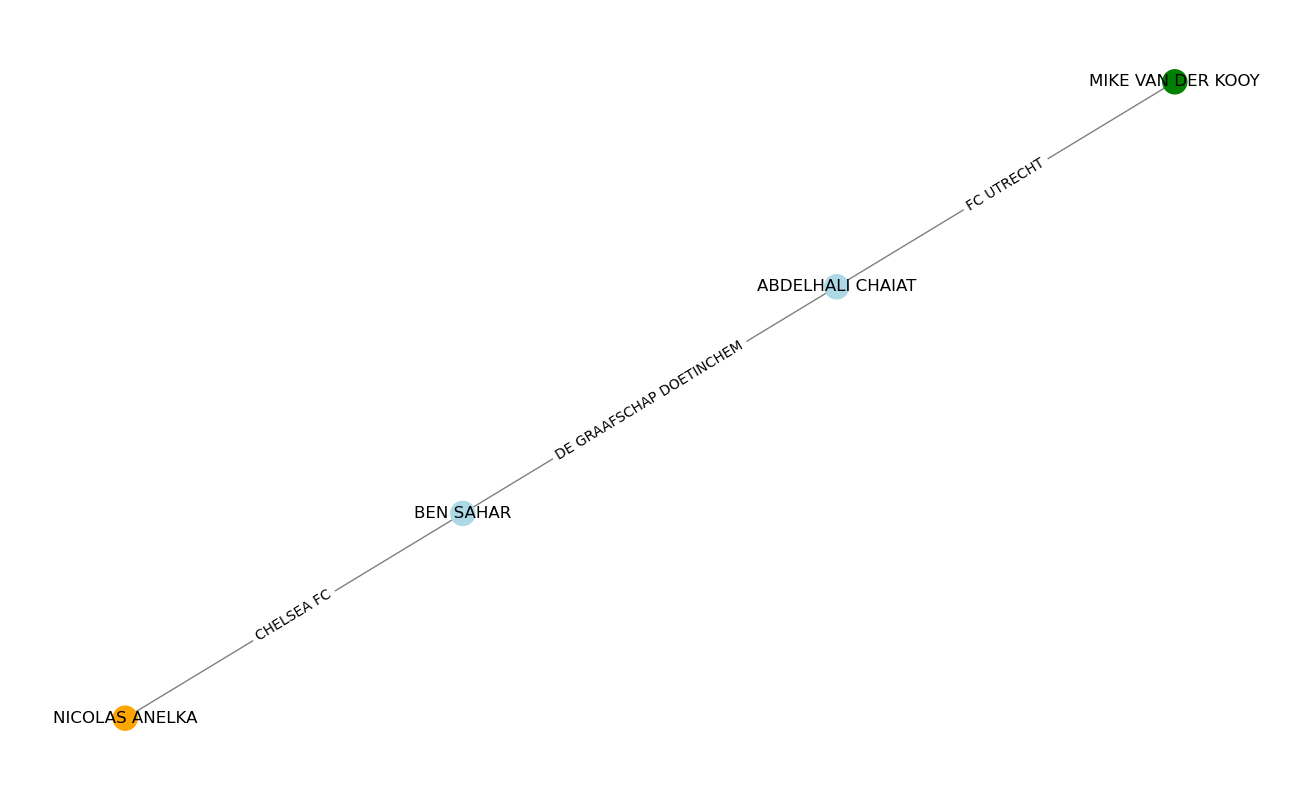 MIKE VAN DER KOOY
FC UTRECHT
ABDELHALI CHAIAT
DE GRAAFSCHAP DOETINCHEM
BEN SAHAR
CHELSEA FC
NICOLAS ANELKA